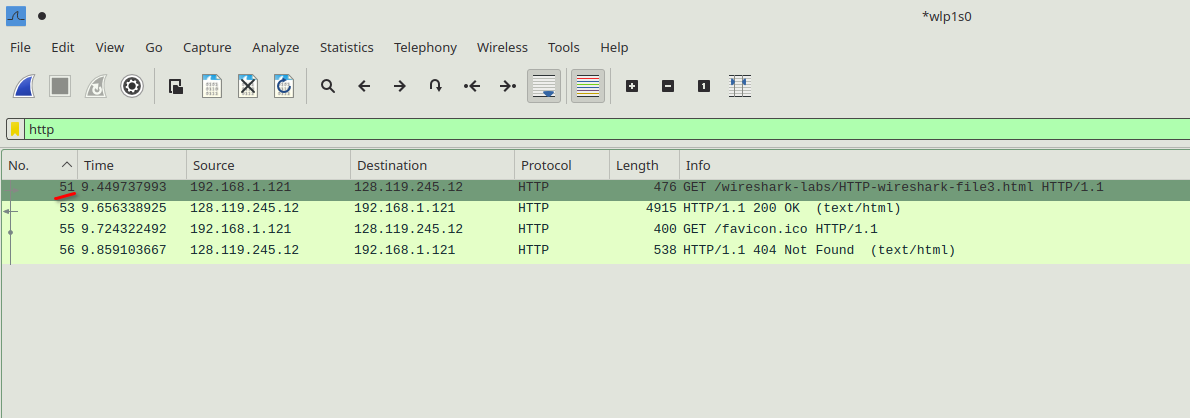 *wlp1s0
File Edit View Go Capture Analyze Statistics Telephony Wireless Tools Help
http
No. Time Source Destination Protocol Length Info
51 9.449737993 192.168.1.121 128.119.245.12 HTTP 476 GET /wireshark-labs/HTTP-wireshark-file3.html HTTP/1.1
53 9.656338925 128.119.245.12 192.168.1.121 HTTP 4915 HTTP/1.1 200 OK (text/html)
55 9.724322492 192.168.1.121 128.119.245.12 HTTP 400 GET /favicon.ico HTTP/1.1
56 9.859103667 128.119.245.12 192.168.1.121 HTTP 538 HTTP/1.1 404 Not Found (text/html)